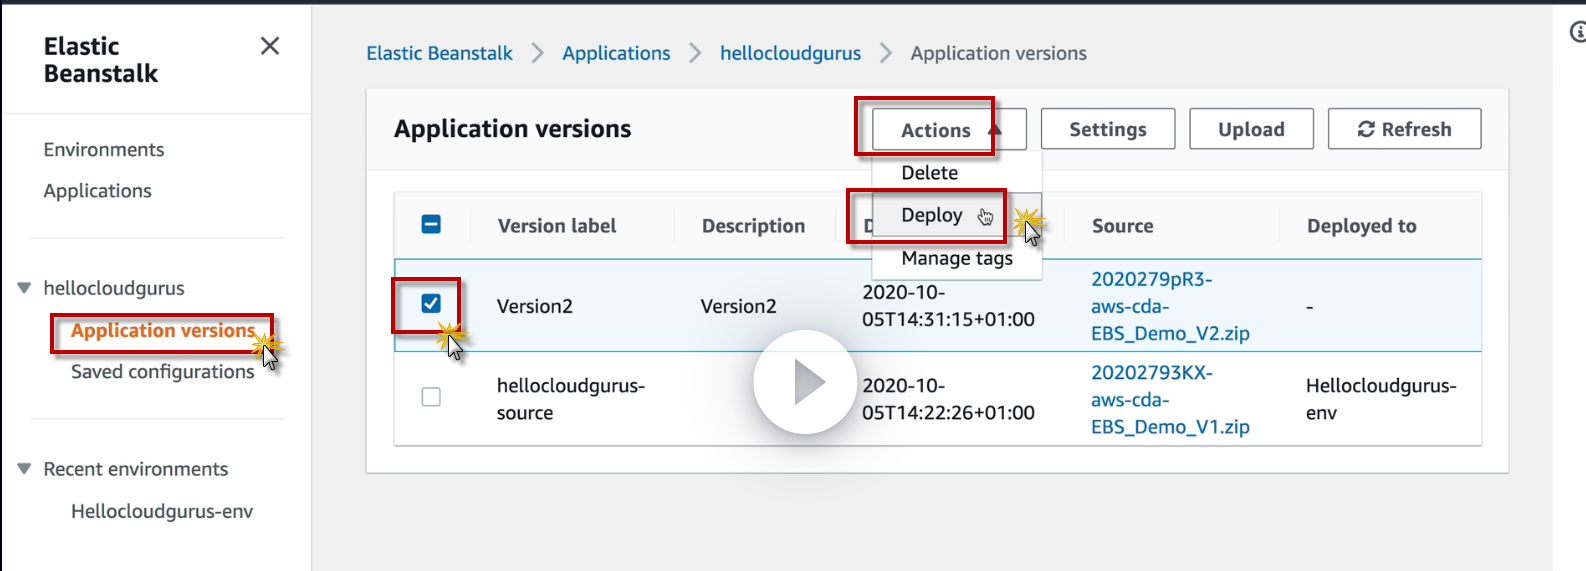 Elastic
Beanstalk
Environments
Applications
hellocloudgurus
Application versions
Saved configurations
Recent environments
Hellocloudgurus-env
Elastic Beanstalk
Applications
hellocloudgurus
Application versions
Application versions
Actions
Settings
Upload
Refresh
Delete
Deploy
Manage tags
Version label
Description
Source
Deployed to
Version2
Version2
2020-10-
05T14:31:15+01:00
2020279pR3-
aws-cda-
EBS_Demo_V2.zip
-
hellocloudgurus-
source
2020-10-
05T14:22:26+01:00
20202793KX-
aws-cda-
EBS_Demo_V1.zip
Hellocloudgurus-
env